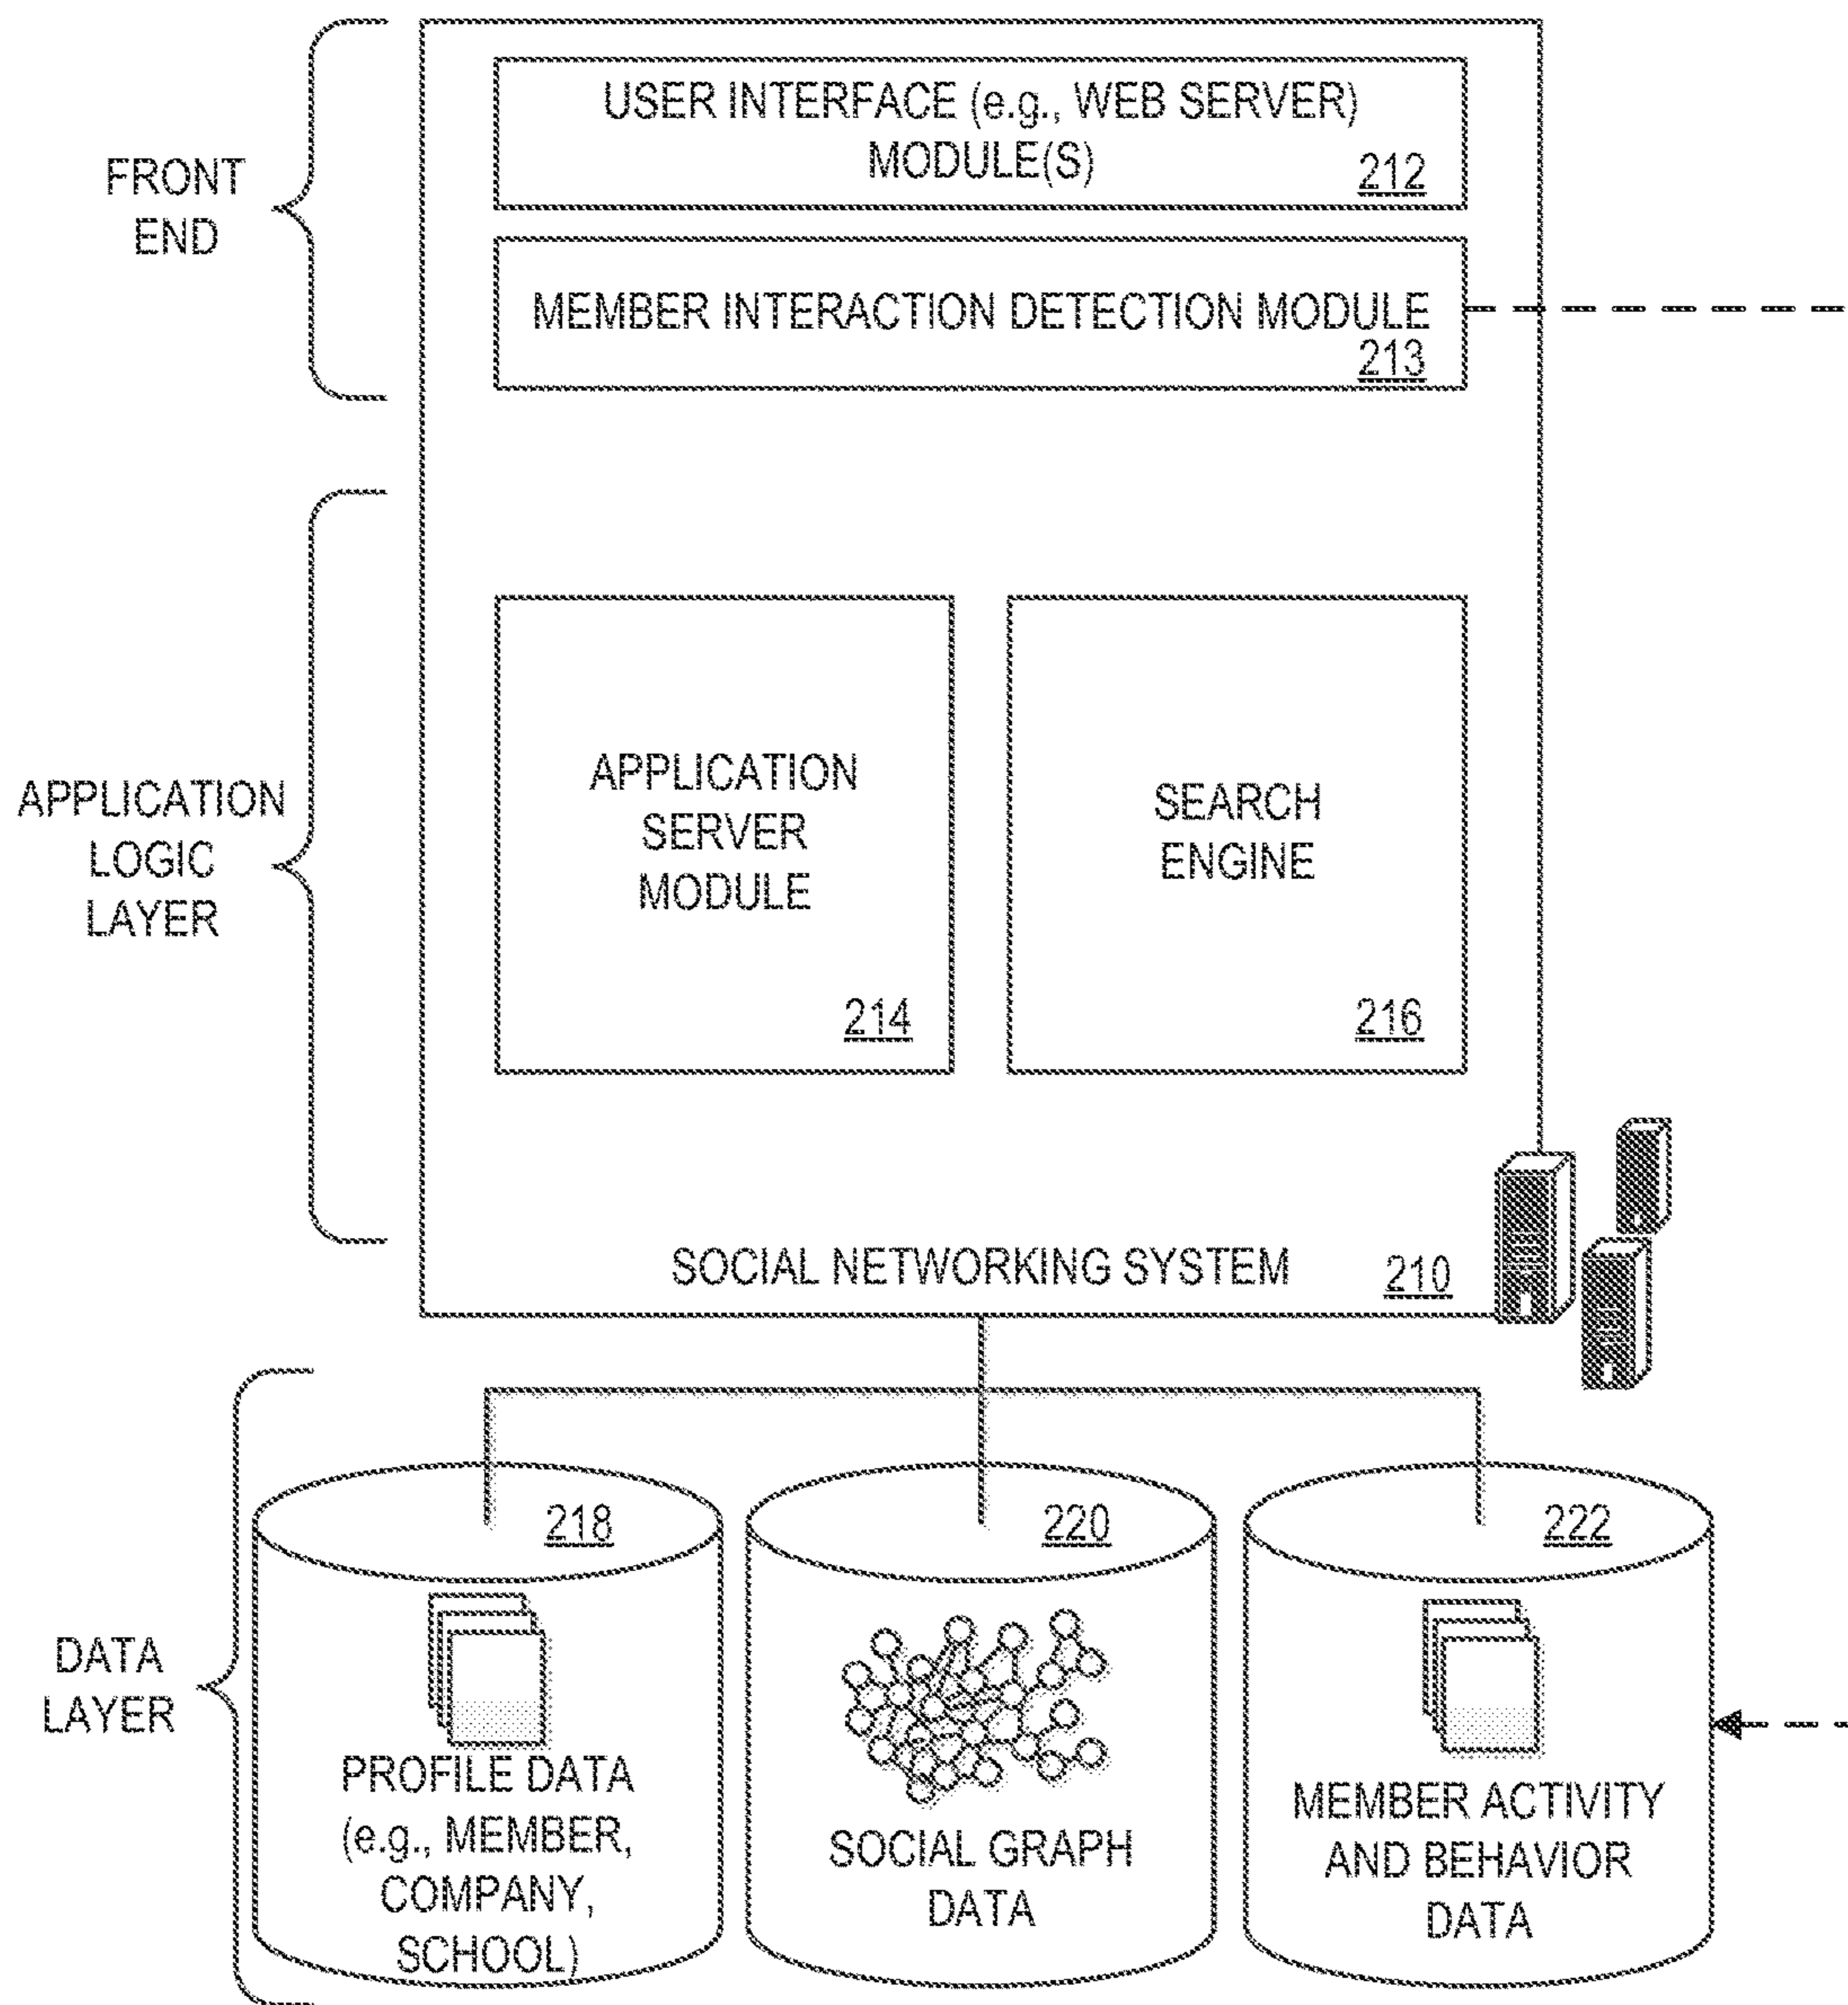 FRONT
END
USER INTERFACE (e.g., WEB SERVER)
MODULE(S)
212
MEMBER INTERACTION DETECTION MODULE
213
APPLICATION
LOGIC
LAYER
APPLICATION
SERVER
MODULE
214
SEARCH
ENGINE
216
SOCIAL NETWORKING SYSTEM
210
DATA
LAYER
218
PROFILE DATA
(e.g., MEMBER,
COMPANY,
SCHOOL)
220
SOCIAL GRAPH
DATA
222
MEMBER ACTIVITY
AND BEHAVIOR
DATA